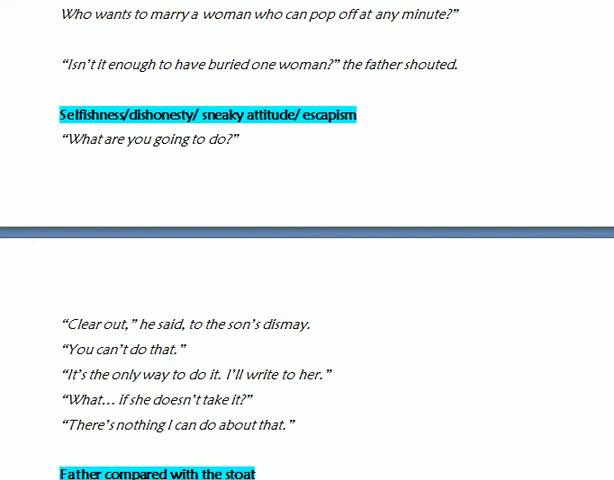 Who wants to marry a woman who can pop off at any minute?”
“Isn’t it enough to have buried one woman?” the father shouted.
Selfishness/dishonesty/ sneaky attitude/ escapism
“What are you going to do?”
“Clear out,” he said, to the son’s dismay.
“You can’t do that.”
“It’s the only way to do it. I’ll write to her.”
“What… if she doesn’t take it?”
“There’s nothing I can do about that.”
Father compared with the stoat